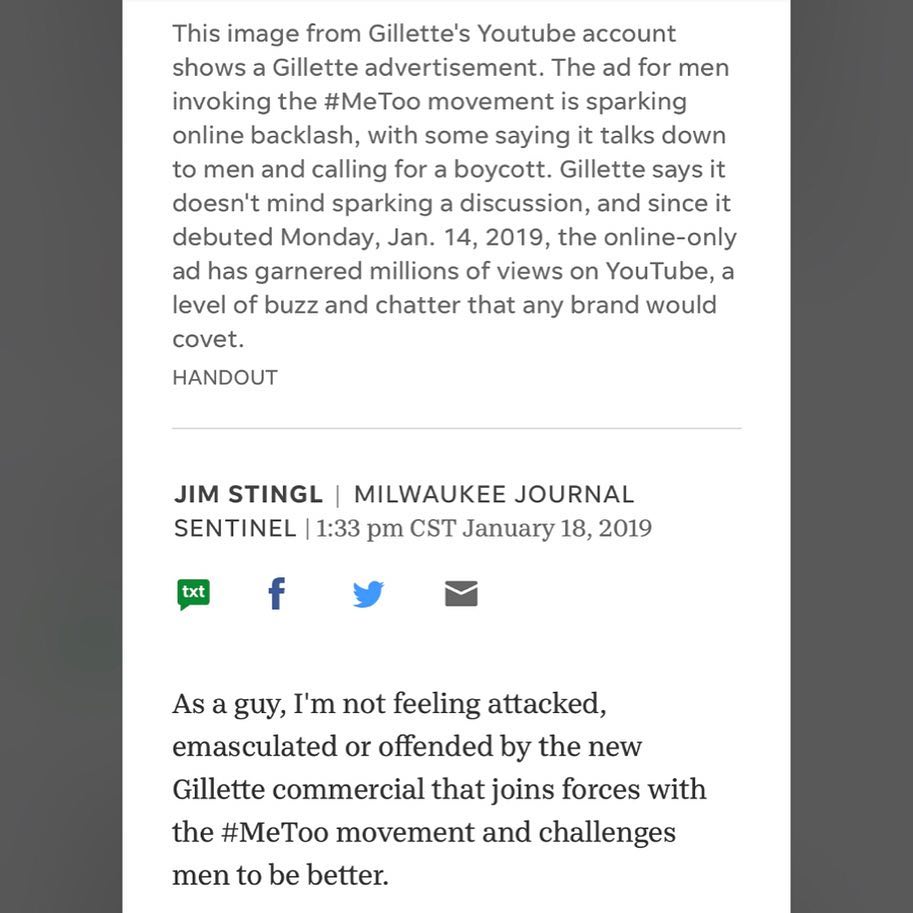 This image from Gillette's Youtube account
shows a Gillette advertisement. The ad for men
invoking the #MeToo movement is sparking
online backlash, with some saying it talks down
to men and calling for a boycott. Gillette says it
doesn't mind sparking a discussion, and since it
debuted Monday, Jan. 14, 2019, the online-only
ad has garnered millions of views on YouTube, a
level of buzz and chatter that any brand would
covet.
HANDOUT
JIM STINGL | MILWAUKEE JOURNAL
SENTINEL | 1:33 pm CST January 18, 2019
txt
As a guy, I'm not feeling attacked,
emasculated or offended by the new
Gillette commercial that joins forces with
the #MeToo movement and challenges
men to be better.